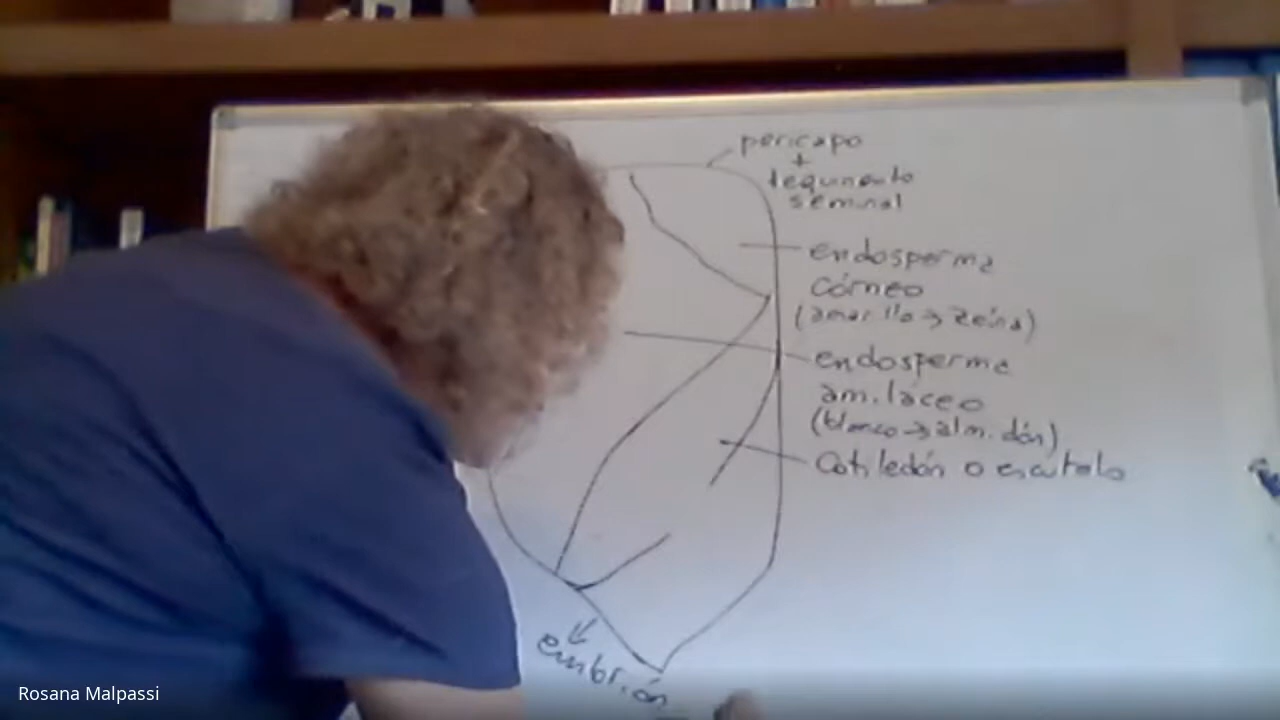 pericapo
+
tegumento
seminal
endosperma
córneo
(amarillo → zeína)
endosperma
amiláceo
(blanco → almidón)
Cotiledón o escutelo
embrión
Rosana Malpassi